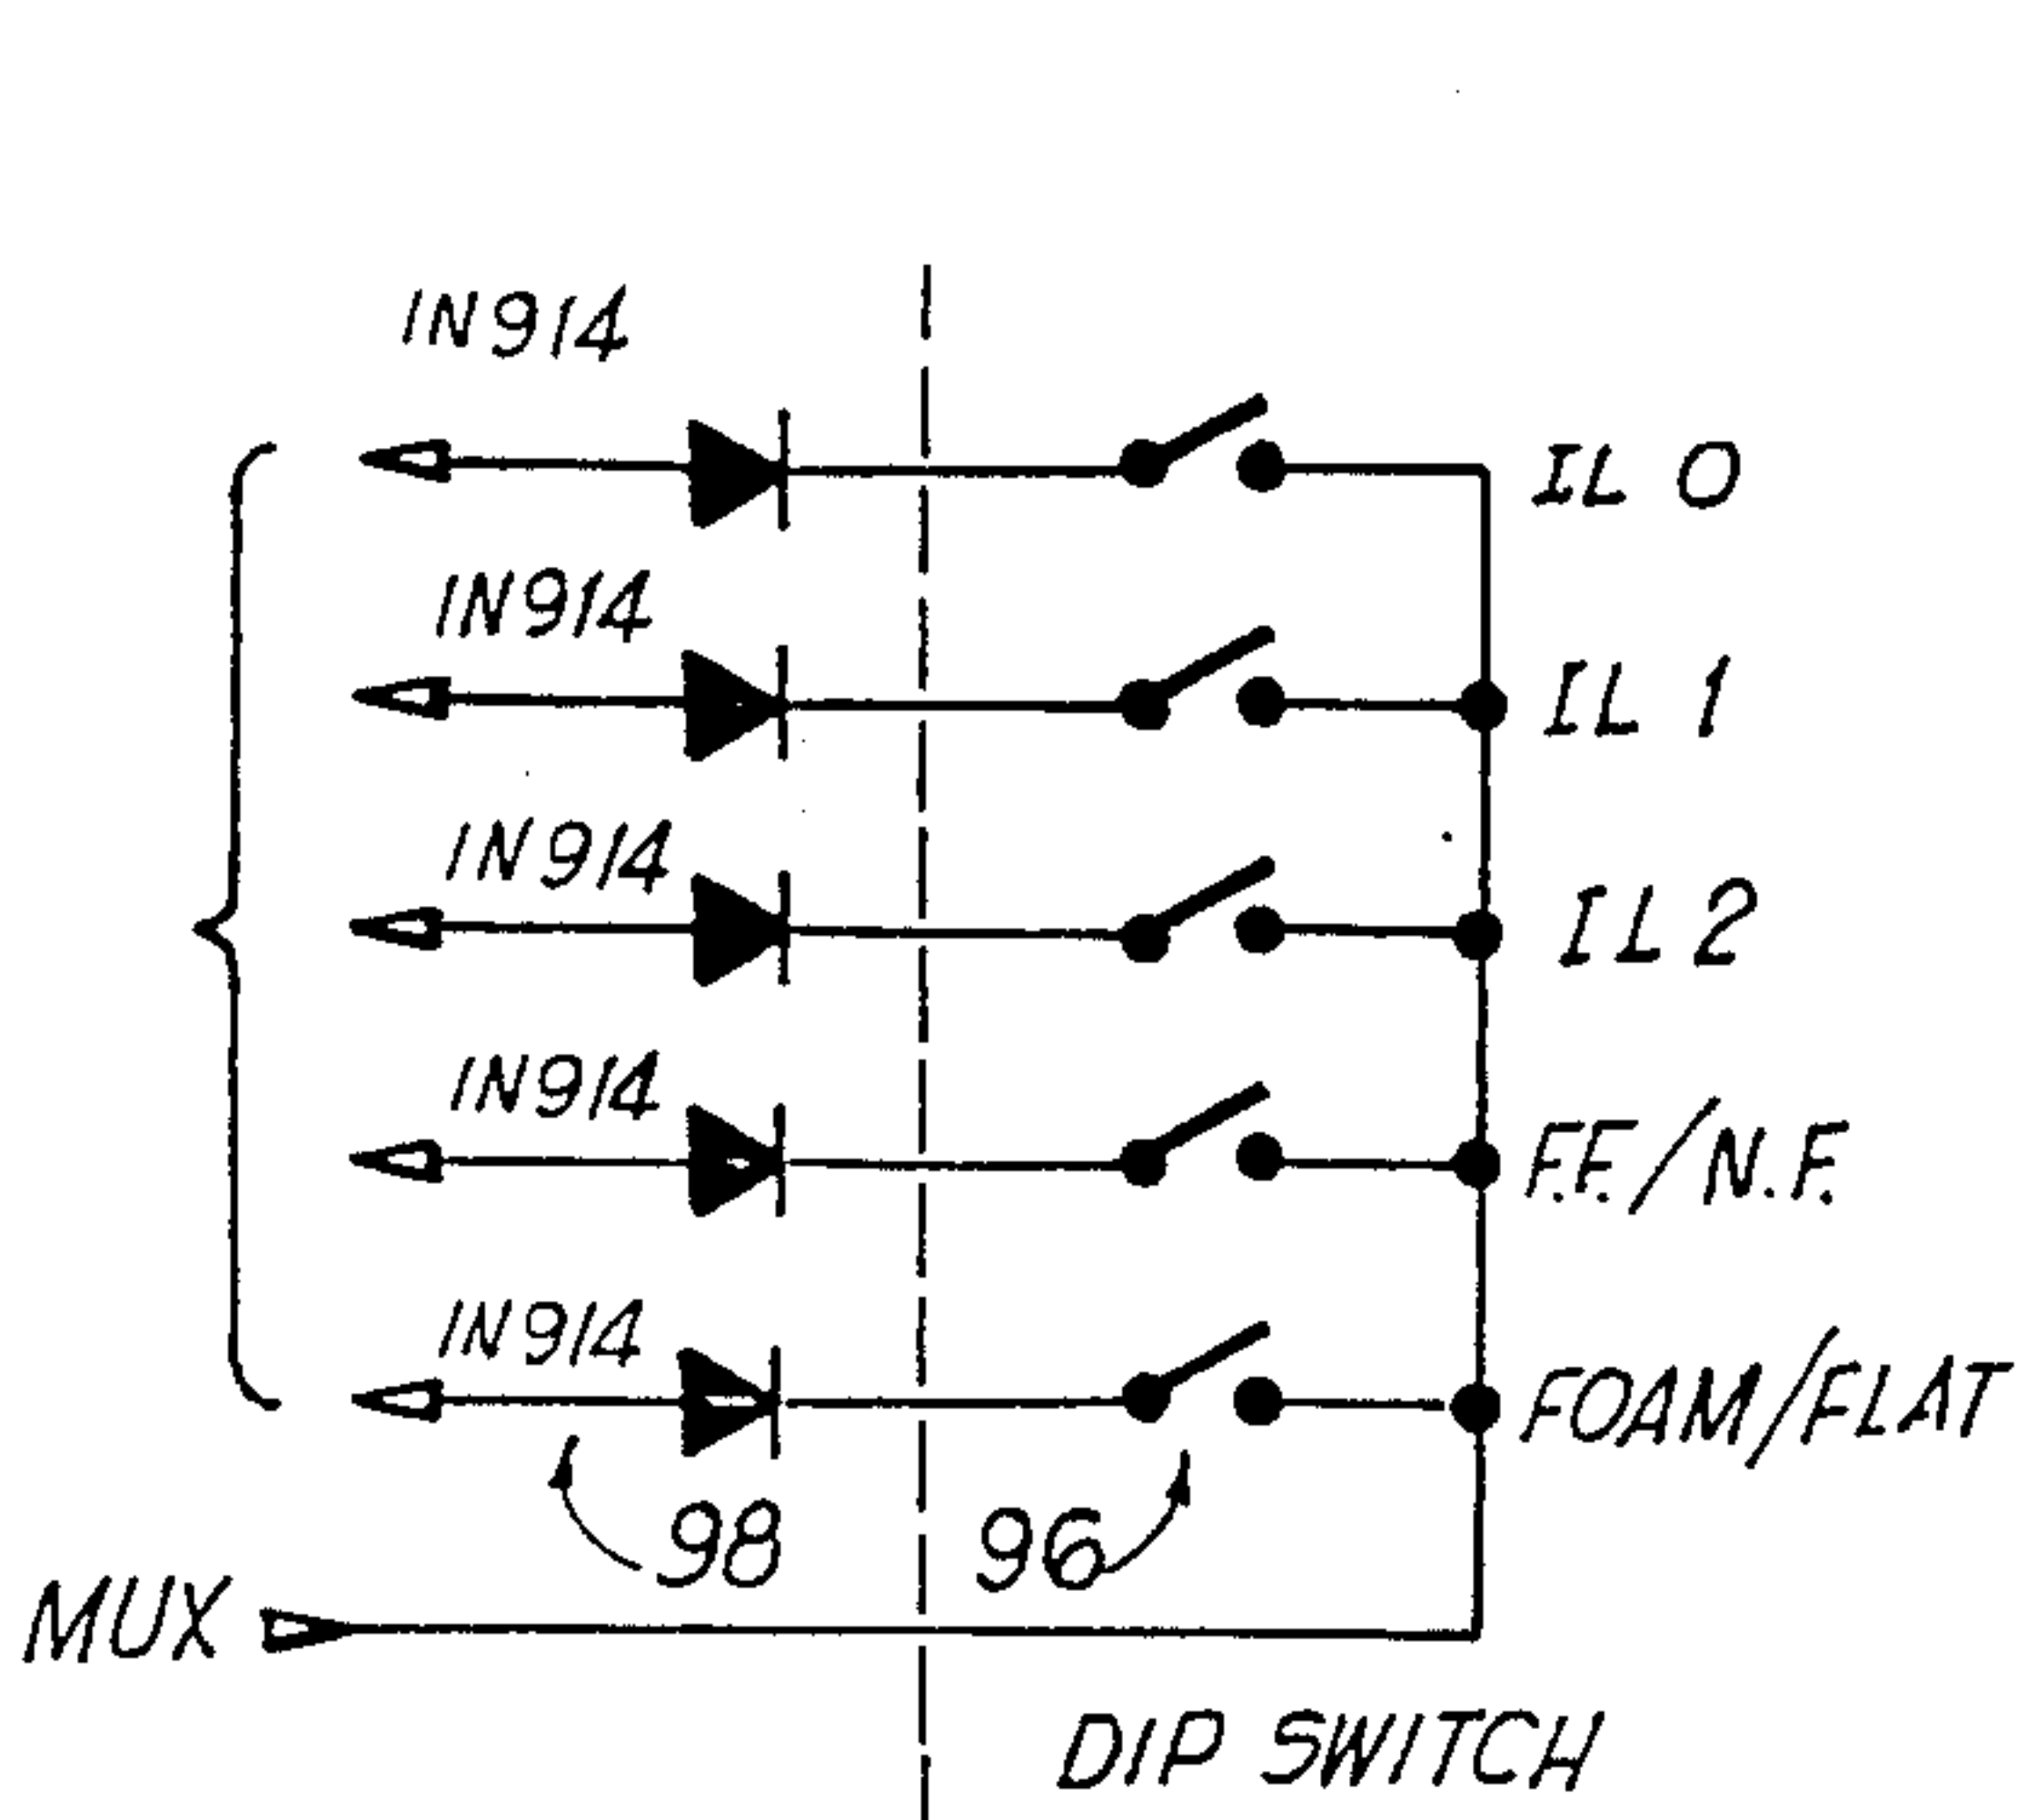 IN914
IL 0
IN914
IL 1
IN914
IL 2
IN914
F.F./N.F.
IN914
FOAM/FLAT
98
96
MUX
DIP SWITCH